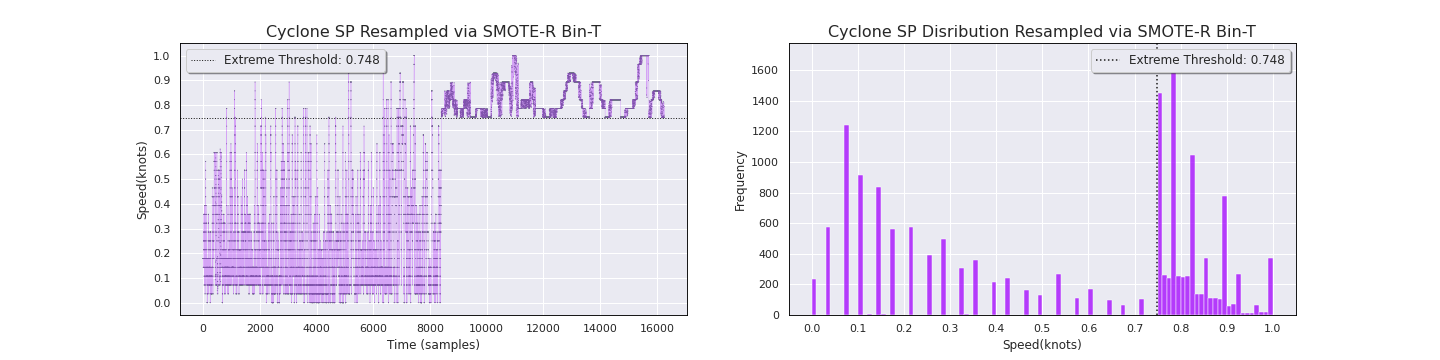 Cyclone SP Resampled via SMOTE-R Bin-T
Extreme Threshold: 0.748
Speed(knots)
1.0
0.9
0.8
0.7
0.6
0.5
0.4
0.3
0.2
0.1
0.0
0 2000 4000 6000 8000 10000 12000 14000 16000
Time (samples)
Cyclone SP Disribution Resampled via SMOTE-R Bin-T
Extreme Threshold: 0.748
Frequency
1600
1400
1200
1000
800
600
400
200
0
0.0 0.1 0.2 0.3 0.4 0.5 0.6 0.7 0.8 0.9 1.0
Speed(knots)